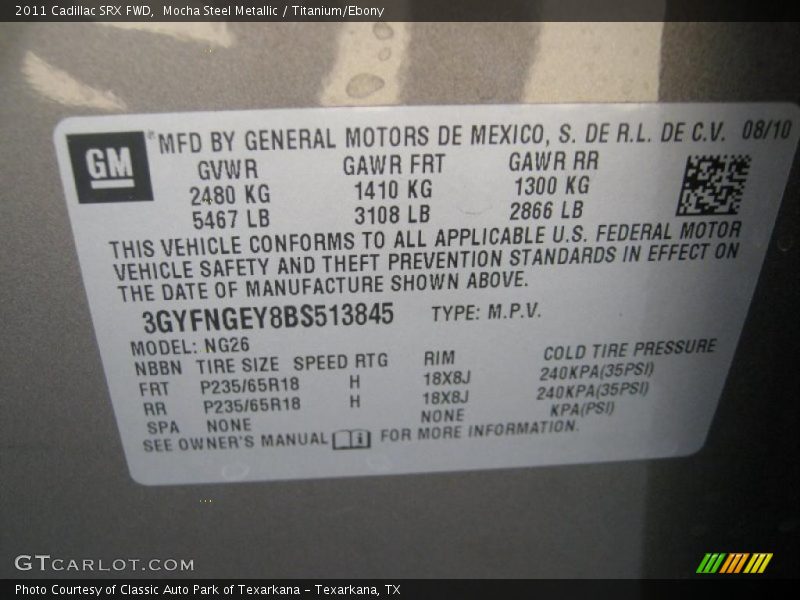 2011 Cadillac SRX FWD, Mocha Steel Metallic / Titanium/Ebony
GM
MFD BY GENERAL MOTORS DE MEXICO, S. DE R.L. DE C.V. 08/10
GVWR GAWR FRT GAWR RR
2480 KG 1410 KG 1300 KG
5467 LB 3108 LB 2866 LB
THIS VEHICLE CONFORMS TO ALL APPLICABLE U.S. FEDERAL MOTOR
VEHICLE SAFETY AND THEFT PREVENTION STANDARDS IN EFFECT ON
THE DATE OF MANUFACTURE SHOWN ABOVE.
3GYFNGEY8BS513845 TYPE: M.P.V.
MODEL: NG26
NBBN TIRE SIZE SPEED RTG RIM COLD TIRE PRESSURE
FRT P235/65R18 H 18X8J 240KPA(35PSI)
RR P235/65R18 H 18X8J 240KPA(35PSI)
SPA NONE NONE KPA(PSI)
SEE OWNER'S MANUAL i FOR MORE INFORMATION.
GTCARLOT.COM
Photo Courtesy of Classic Auto Park of Texarkana - Texarkana, TX